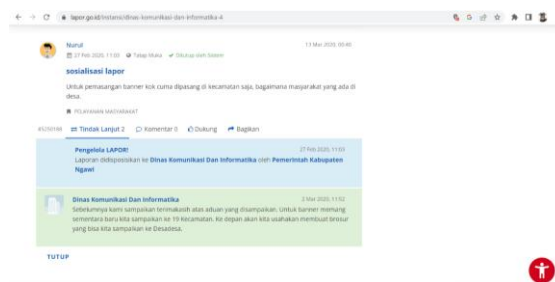 lapor.go.id/instansi/dinas-komunikasi-dan-informatika-4
Nurul
13 Mar 2020, 00:40
27 Feb 2020, 11:00 Tatap Muka Ditutup oleh Sistem
sosialisasi lapor
Untuk pemasangan banner kok cuma dipasang di kecamatan saja, bagaimana masyarakat yang ada di
desa.
PELAYANAN MASYARAKAT
Tindak Lanjut 2 Komentar 0 Dukung Bagikan
Pengelola LAPOR!
27 Feb 2020, 11:03
Laporan didisposisikan ke Dinas Komunikasi Dan Informatika oleh Pemerintah Kabupaten
Ngawi
Dinas Komunikasi Dan Informatika
2 Mar 2020, 11:52
Sebelumnya kami sampaikan terimakasih atas aduan yang disampaikan. Untuk banner memang
sementara baru kita sampaikan ke 19 Kecamatan. Ke depan akan kita usahakan membuat brosur
yang bisa kita sampaikan ke Desadesa.
TUTUP